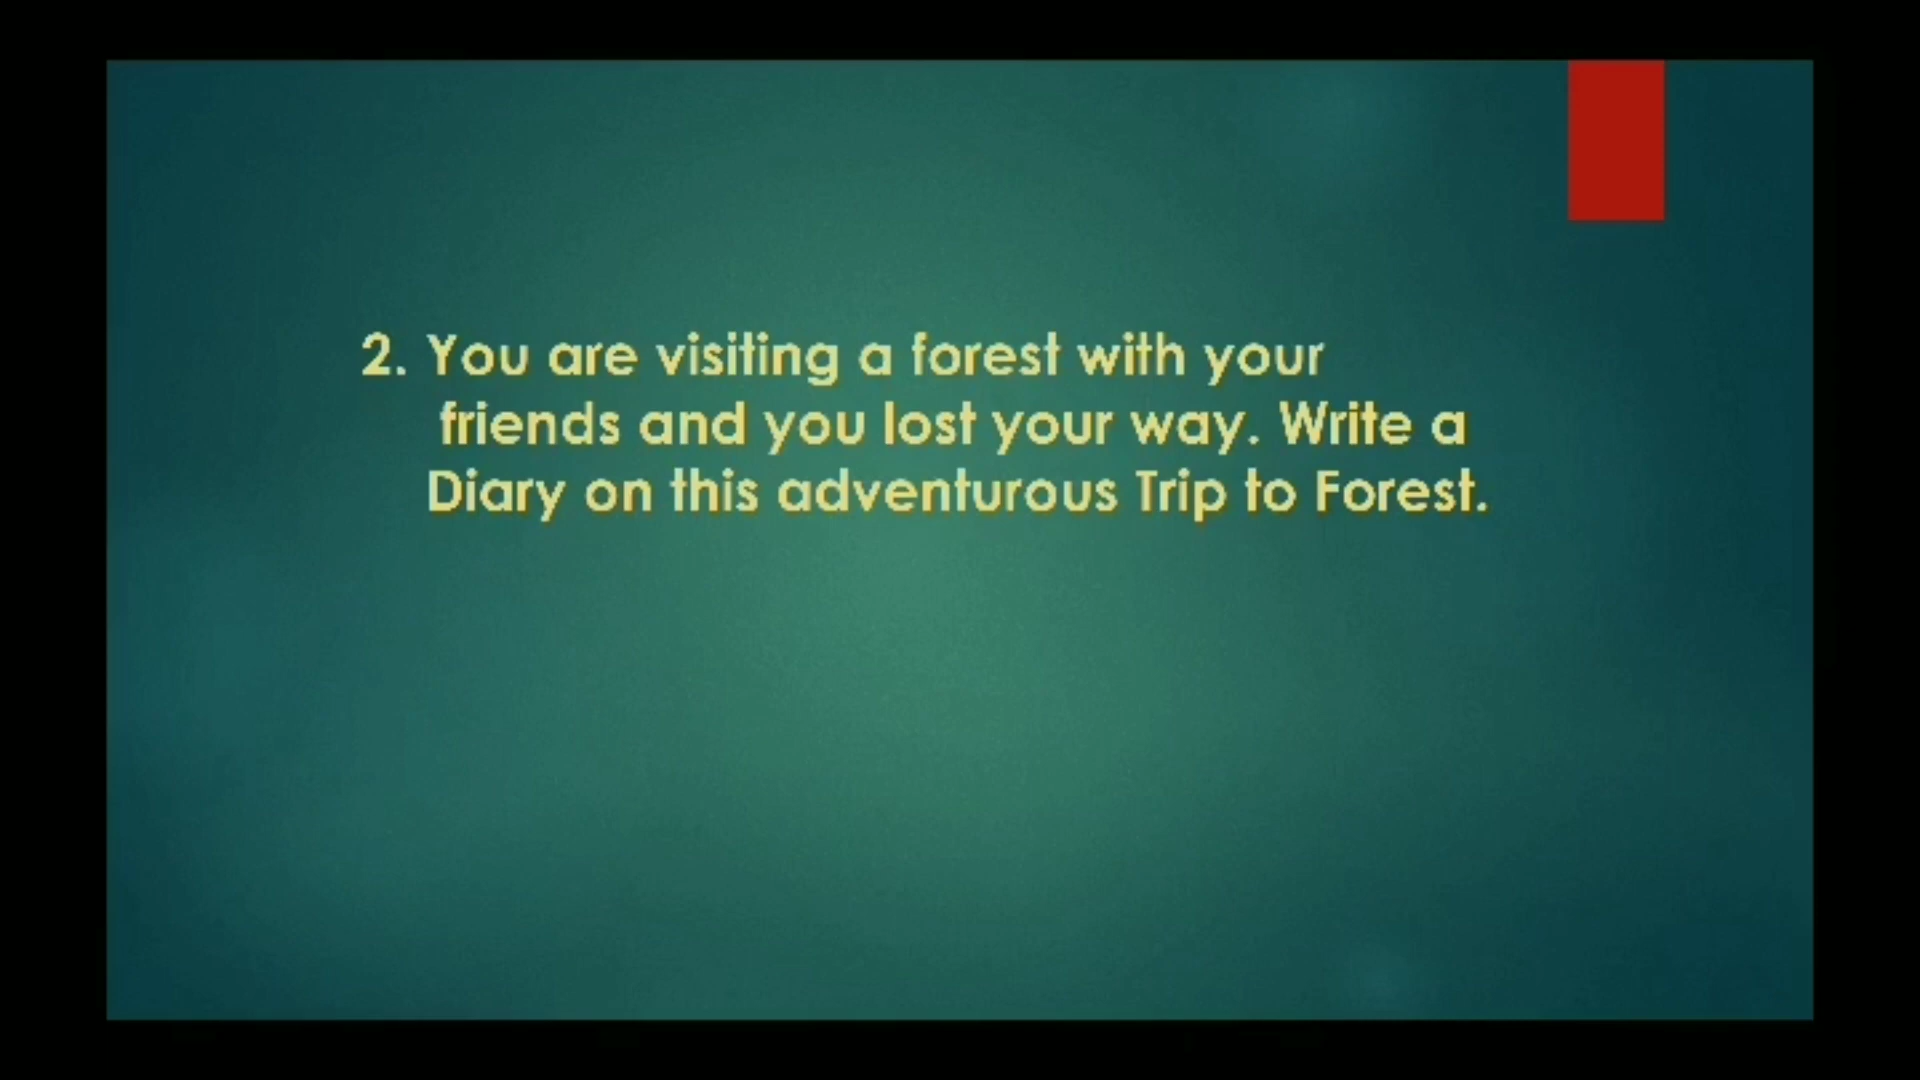 2. You are visiting a forest with your
friends and you lost your way. Write a
Diary on this adventurous Trip to Forest.